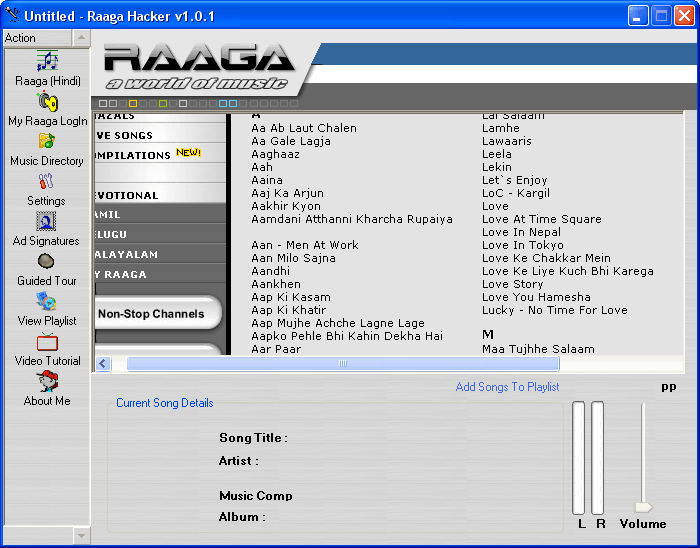 Untitled - Raaga Hacker v1.0.1
Action
Raaga (Hindi)
My Raaga LogIn
Music Directory
Settings
Ad Signatures
Guided Tour
View Playlist
Video Tutorial
About Me
RAAGA
a world of music
AZALS
VE SONGS
MPILATIONS NEW!
EVOTIONAL
AMIL
ELUGU
ALAYALAM
Y RAAGA
Non-Stop Channels
A
Aa Ab Laut Chalen
Aa Gale Lagja
Aaghaaz
Aah
Aaina
Aaj Ka Arjun
Aakhir Kyon
Aamdani Atthanni Kharcha Rupaiya
Aan - Men At Work
Aan Milo Sajna
Aandhi
Aankhen
Aap Ki Kasam
Aap Ki Khatir
Aap Mujhe Achche Lagne Lage
Aapko Pehle Bhi Kahin Dekha Hai
Aar Paar
Lal Salaam
Lamhe
Lawaaris
Leela
Lekin
Let`s Enjoy
LoC - Kargil
Love
Love At Time Square
Love In Nepal
Love In Tokyo
Love Ke Chakkar Mein
Love Ke Liye Kuch Bhi Karega
Love Story
Love You Hamesha
Lucky - No Time For Love
M
Maa Tujhhe Salaam
Add Songs To Playlist
pp
Current Song Details
Song Title :
Artist :
Music Comp
Album :
L R Volume